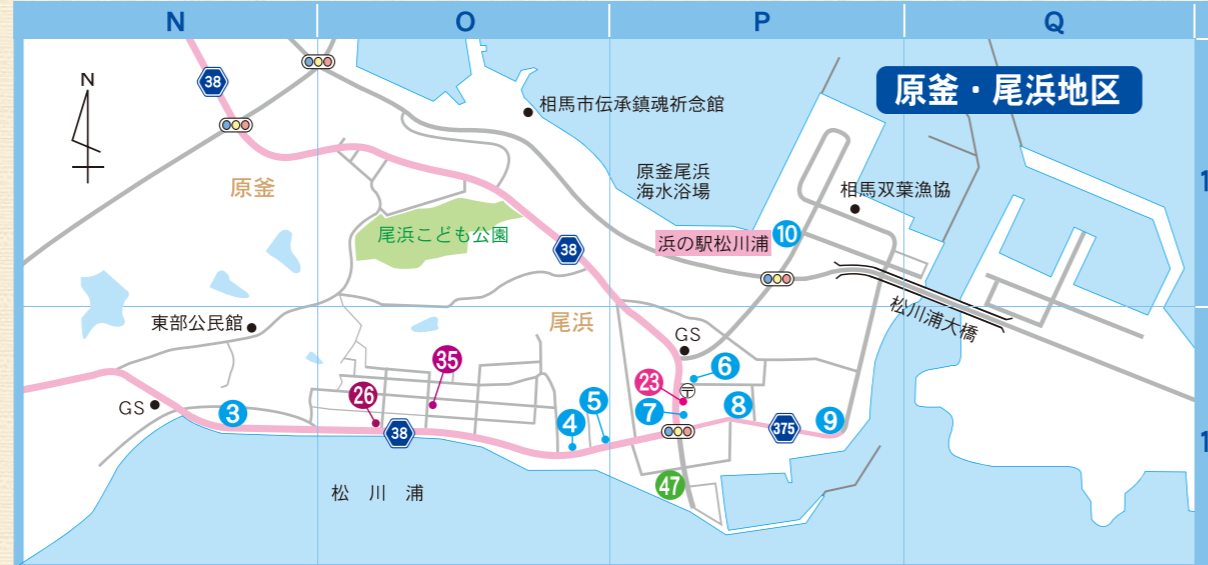 N
O
P
Q
原釜・尾浜地区
N
38
相馬市伝承鎮魂祈念館
原釜
原釜尾浜
海水浴場
相馬双葉漁協
尾浜こども公園
38
浜の駅松川浦
10
松川浦大橋
東部公民館
尾浜
GS
35
23
6
〒
26
GS
3
5
7
8
4
38
375
9
47
松川浦
1
1